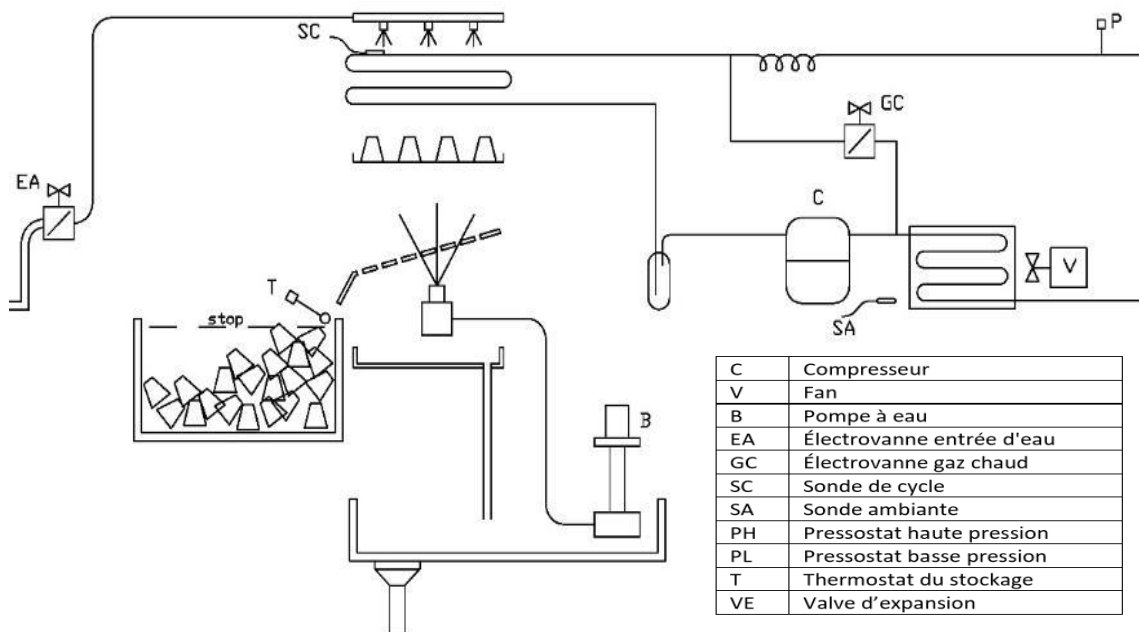 SC
P
GC
EA
C
V
T
stop
SA
B
C Compresseur
V Fan
B Pompe à eau
EA Électrovanne entrée d'eau
GC Électrovanne gaz chaud
SC Sonde de cycle
SA Sonde ambiante
PH Pressostat haute pression
PL Pressostat basse pression
T Thermostat du stockage
VE Valve d’expansion